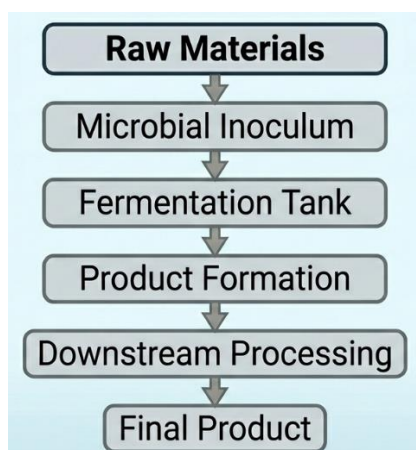 Raw Materials
Microbial Inoculum
Fermentation Tank
Product Formation
Downstream Processing
Final Product